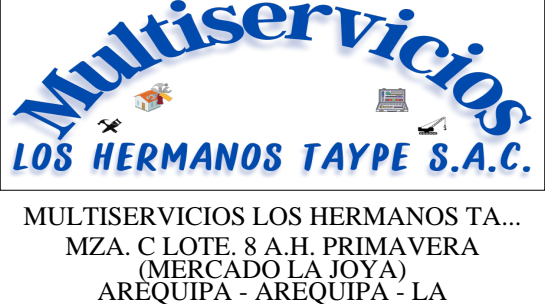 Multiservicios
LOS HERMANOS TAYPE S.A.C.
MULTISERVICIOS LOS HERMANOS TA...
MZA. C LOTE. 8 A.H. PRIMAVERA
(MERCADO LA JOYA)
AREQUIPA - AREQUIPA - LA